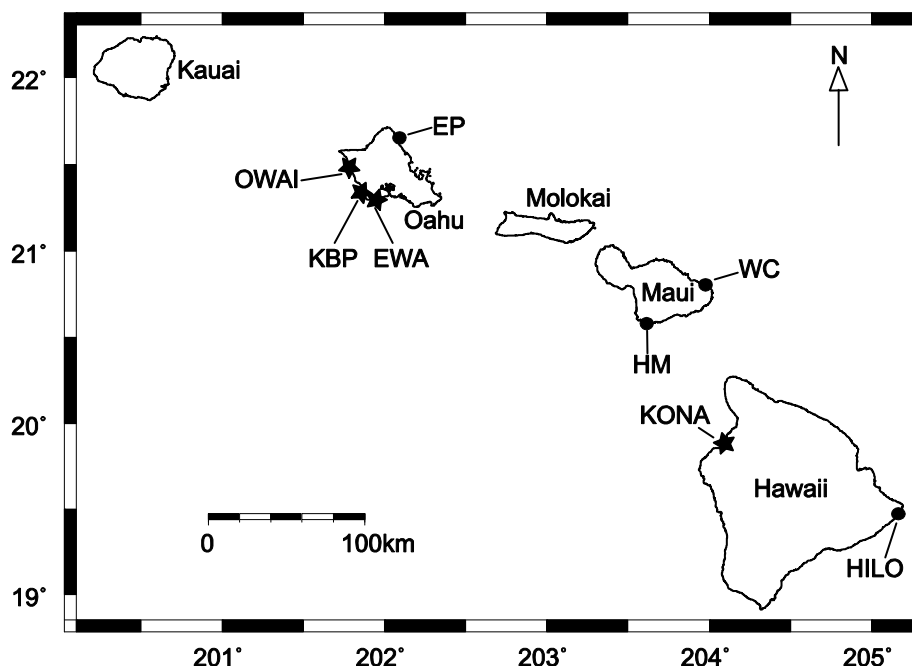 N
22°
Kauai
EP
OWAI
Oahu
Molokai
KBP
EWA
21°
Maui
WC
HM
KONA
20°
Hawaii
0
100km
HILO
19°
201°
202°
203°
204°
205°